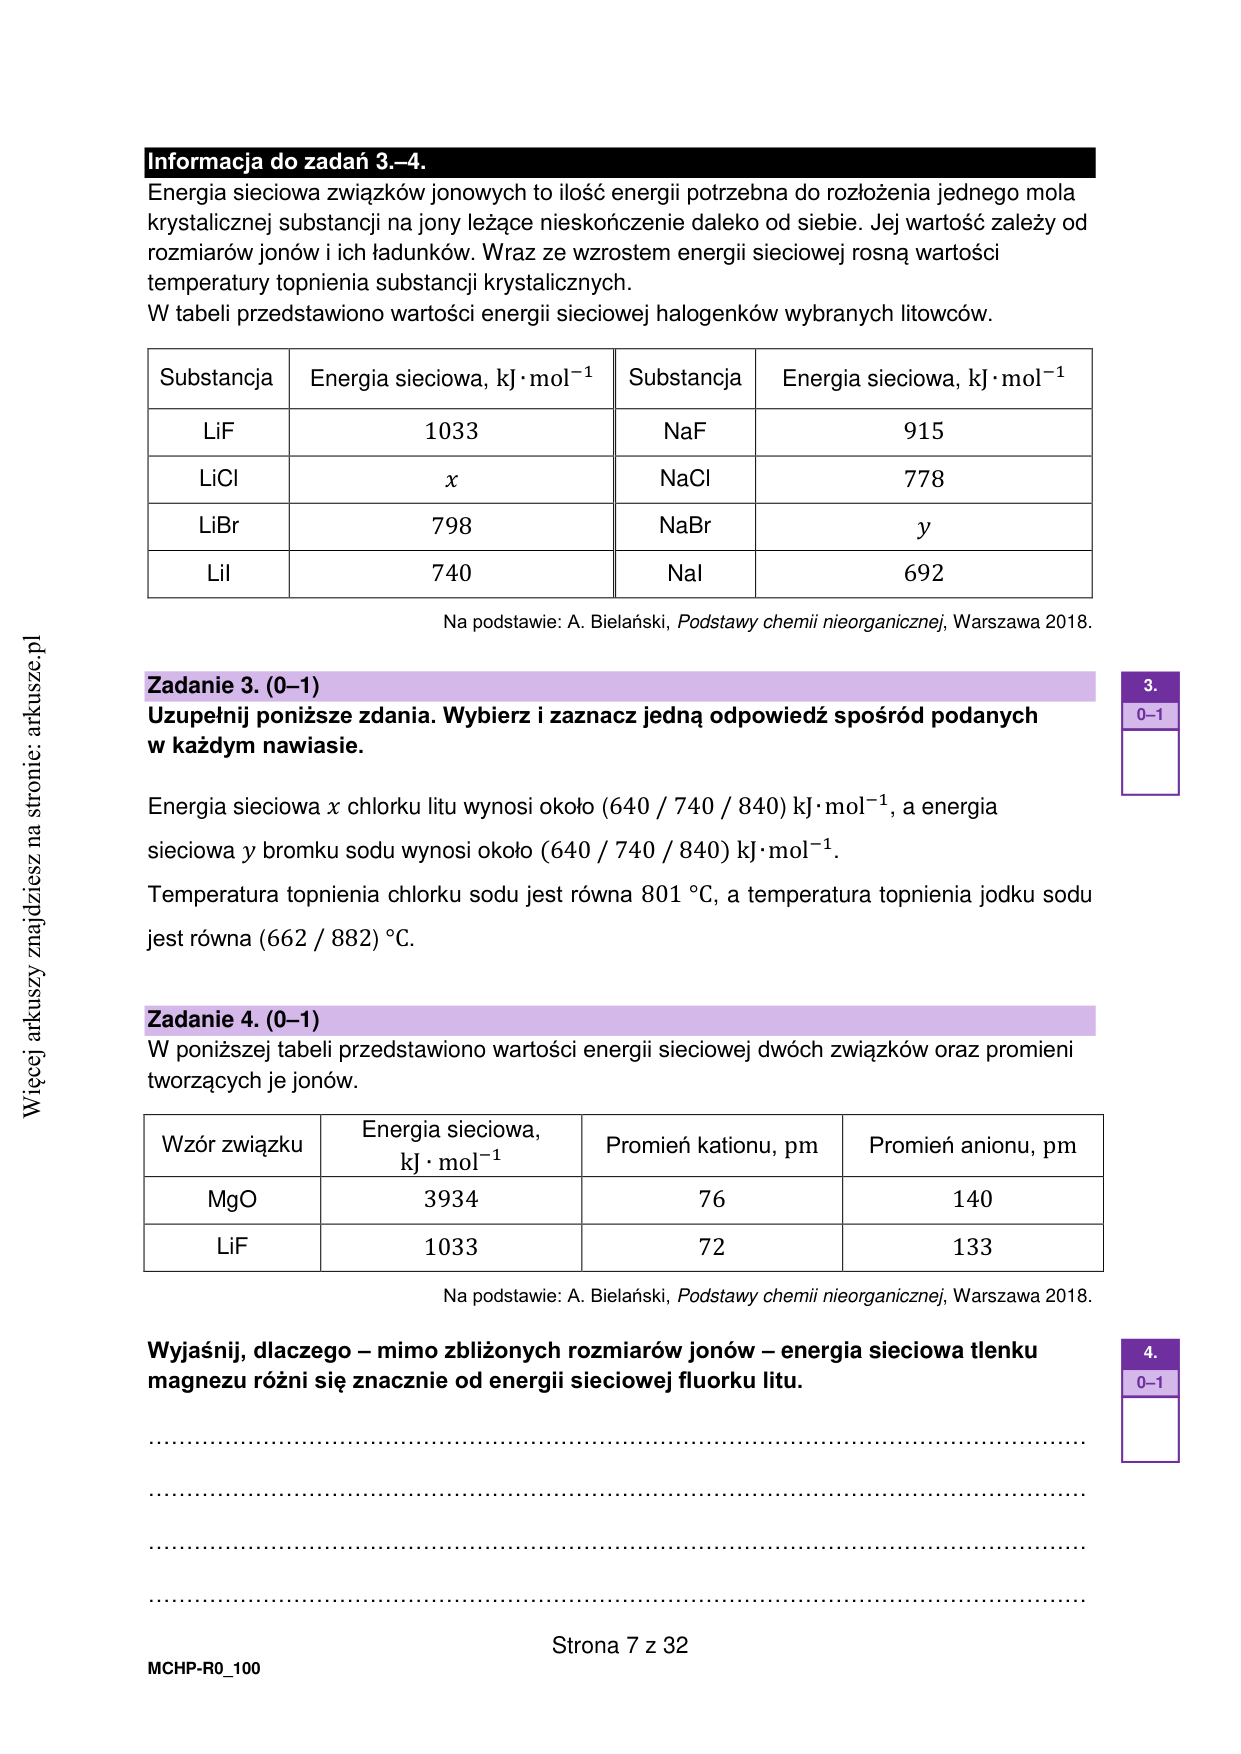 Informacja do zadań 3.–4.
Energia sieciowa związków jonowych to ilość energii potrzebna do rozłożenia jednego mola
krystalicznej substancji na jony leżące nieskończenie daleko od siebie. Jej wartość zależy od
rozmiarów jonów i ich ładunków. Wraz ze wzrostem energii sieciowej rosną wartości
temperatury topnienia substancji krystalicznych.
W tabeli przedstawiono wartości energii sieciowej halogenków wybranych litowców.
Substancja Energia sieciowa, kJ·mol⁻¹ Substancja Energia sieciowa, kJ·mol⁻¹
LiF 1033 NaF 915
LiCl x NaCl 778
LiBr 798 NaBr y
LiI 740 NaI 692
Na podstawie: A. Bielański, Podstawy chemii nieorganicznej, Warszawa 2018.
Zadanie 3. (0–1)
Uzupełnij poniższe zdania. Wybierz i zaznacz jedną odpowiedź spośród podanych
w każdym nawiasie.
3.
0–1
Energia sieciowa x chlorku litu wynosi około (640 / 740 / 840) kJ·mol⁻¹, a energia
sieciowa y bromku sodu wynosi około (640 / 740 / 840) kJ·mol⁻¹.
Temperatura topnienia chlorku sodu jest równa 801 °C, a temperatura topnienia jodku sodu
jest równa (662 / 882) °C.
Zadanie 4. (0–1)
W poniższej tabeli przedstawiono wartości energii sieciowej dwóch związków oraz promieni
tworzących je jonów.
Wzór związku Energia sieciowa, kJ · mol⁻¹ Promień kationu, pm Promień anionu, pm
MgO 3934 76 140
LiF 1033 72 133
Na podstawie: A. Bielański, Podstawy chemii nieorganicznej, Warszawa 2018.
Wyjaśnij, dlaczego – mimo zbliżonych rozmiarów jonów – energia sieciowa tlenku
magnezu różni się znacznie od energii sieciowej fluorku litu.
4.
0–1
Strona 7 z 32
MCHP-R0_100
Więcej arkuszy znajdziesz na stronie: arkusze.pl